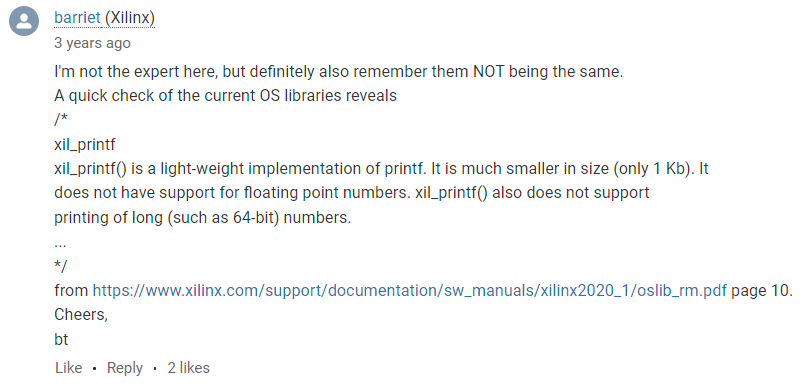 barriet (Xilinx)
3 years ago
I'm not the expert here, but definitely also remember them NOT being the same.
A quick check of the current OS libraries reveals
/*
xil_printf
xil_printf() is a light-weight implementation of printf. It is much smaller in size (only 1 Kb). It
does not have support for floating point numbers. xil_printf() also does not support
printing of long (such as 64-bit) numbers.
...
*/
from https://www.xilinx.com/support/documentation/sw_manuals/xilinx2020_1/oslib_rm.pdf page 10.
Cheers,
bt
Like • Reply • 2 likes